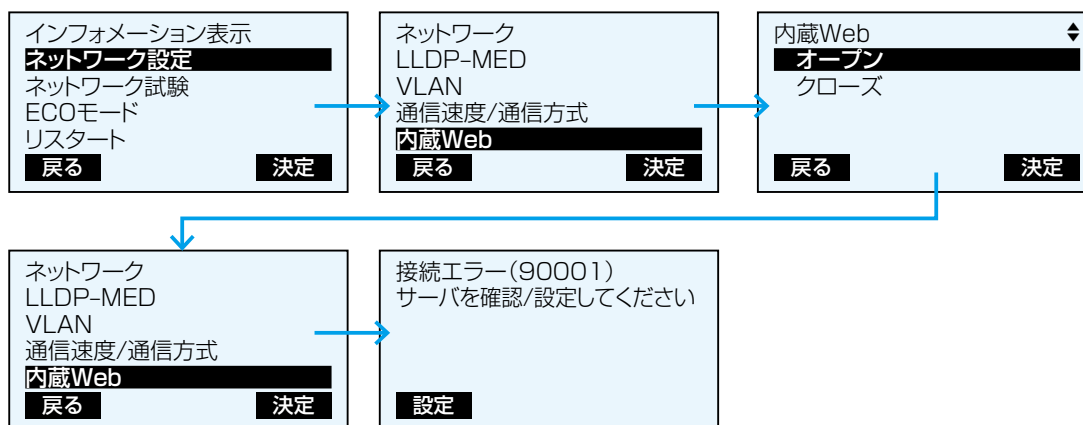 インフォメーション表示
ネットワーク設定
ネットワーク試験
ECOモード
リスタート
戻る 決定
ネットワーク
LLDP-MED
VLAN
通信速度/通信方式
内蔵Web
戻る 決定
内蔵Web
オープン
クローズ
戻る 決定
ネットワーク
LLDP-MED
VLAN
通信速度/通信方式
内蔵Web
戻る 決定
接続エラー(90001)
サーバを確認/設定してください
設定